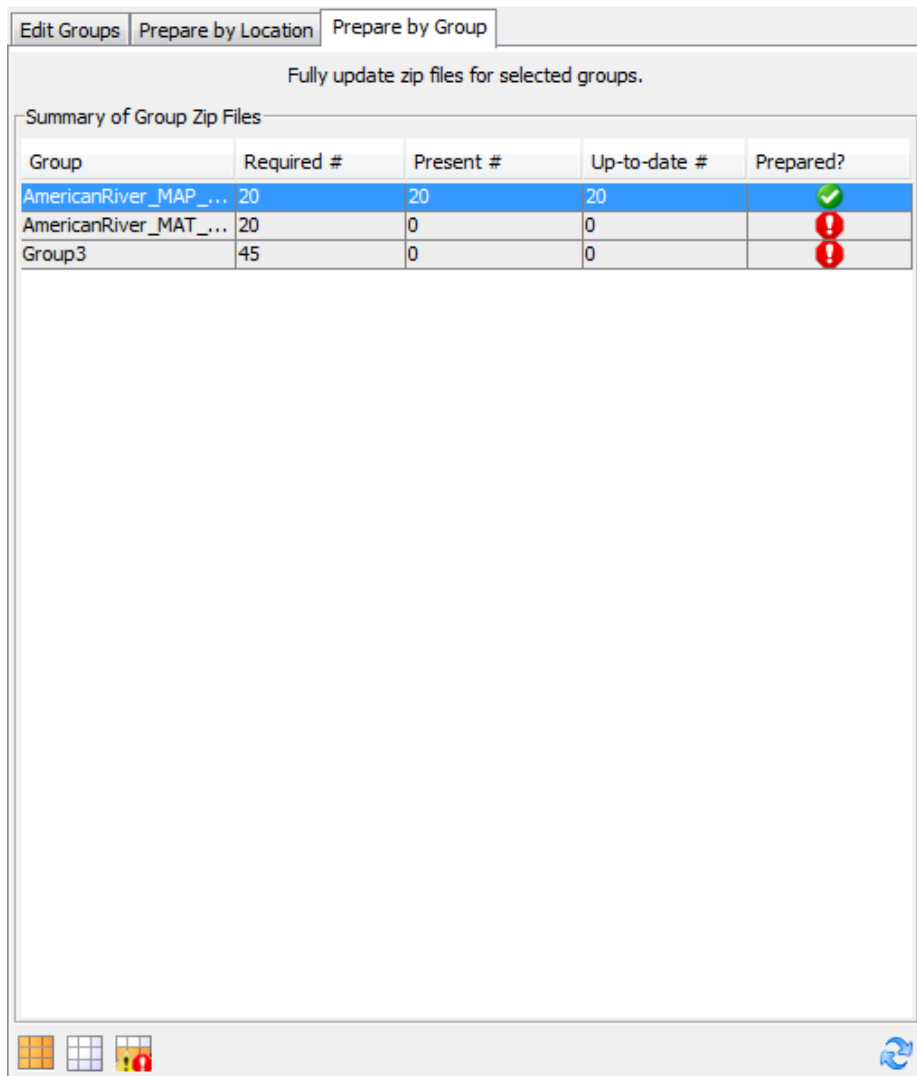 Edit Groups Prepare by Location Prepare by Group
Fully update zip files for selected groups.
Summary of Group Zip Files
Group Required # Present # Up-to-date # Prepared?
AmericanRiver_MAP_... 20 20 20
AmericanRiver_MAT_... 20 0 0
Group3 45 0 0